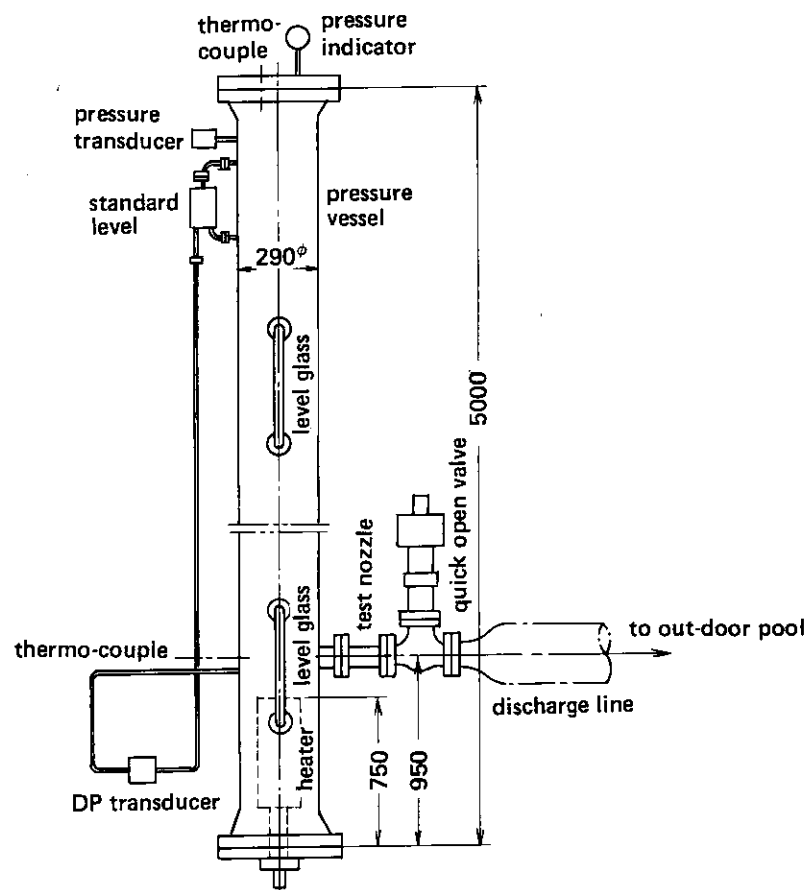 thermo-
couple
pressure
indicator
pressure
transducer
standard
level
pressure
vessel
290φ
level glass
5000
quick open valve
test nozzle
level glass
thermo-couple
to out-door pool
discharge line
heater
750
950
DP transducer